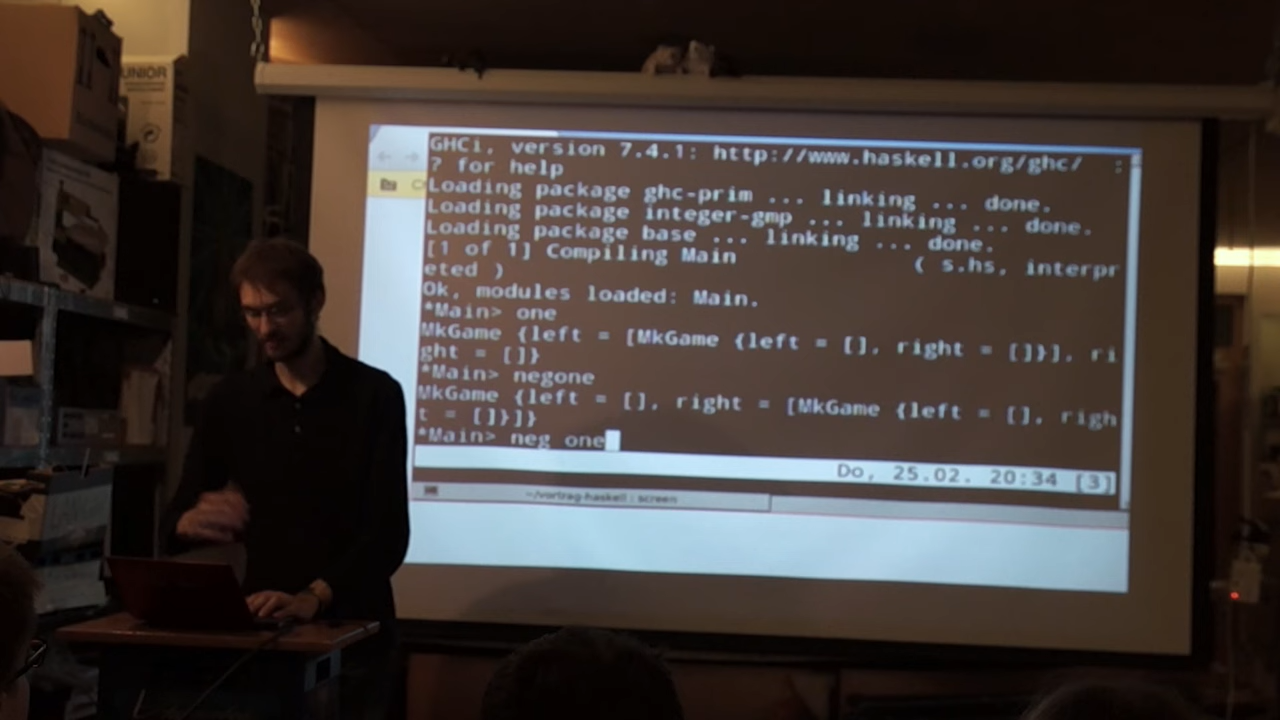 UNIOR
GHCi, version 7.4.1: http://www.haskell.org/ghc/ :
? for help
Loading package ghc-prim ... linking ... done.
Loading package integer-gmp ... linking ... done.
Loading package base ... linking ... done.
[1 of 1] Compiling Main ( s.hs, interpr
eted )
Ok, modules loaded: Main.
*Main> one
MkGame {left = [MkGame {left = [], right = []}], ri
ght = []}
*Main> negone
MkGame {left = [], right = [MkGame {left = [], righ
t = []}]}
*Main> neg one
Do, 25.02. 20:34 [3]
~/vortrag-haskell : screen